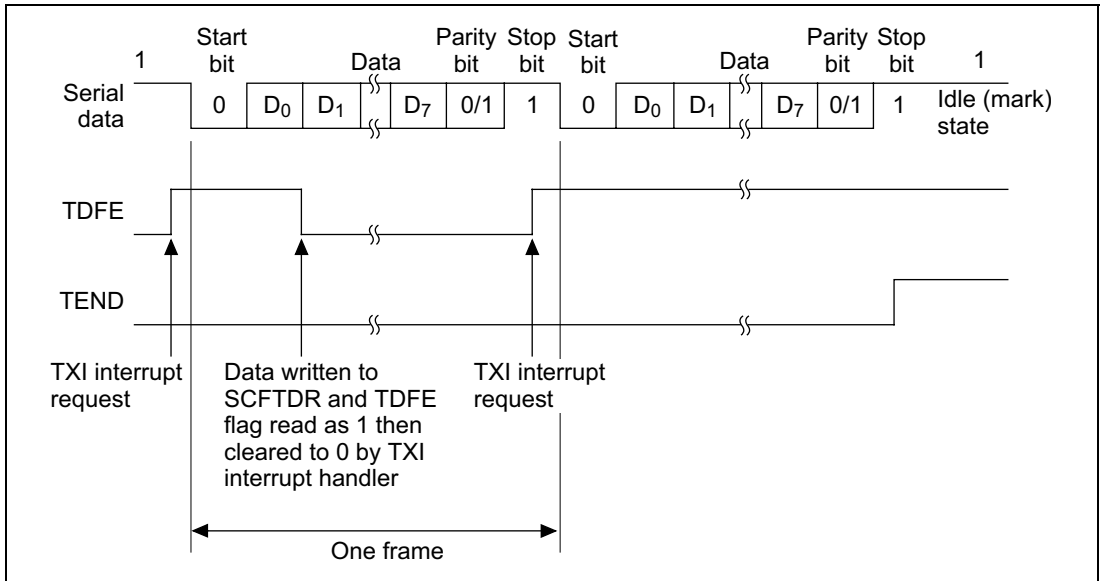 1 Start bit Data Parity bit Stop bit Start bit Data Parity bit Stop bit 1
Serial data 0 D0 D1 D7 0/1 1 0 D0 D1 D7 0/1 1 Idle (mark) state
TDFE
TEND
TXI interrupt
request
Data written to
SCFTDR and TDFE
flag read as 1 then
cleared to 0 by TXI
interrupt handler
TXI interrupt
request
One frame